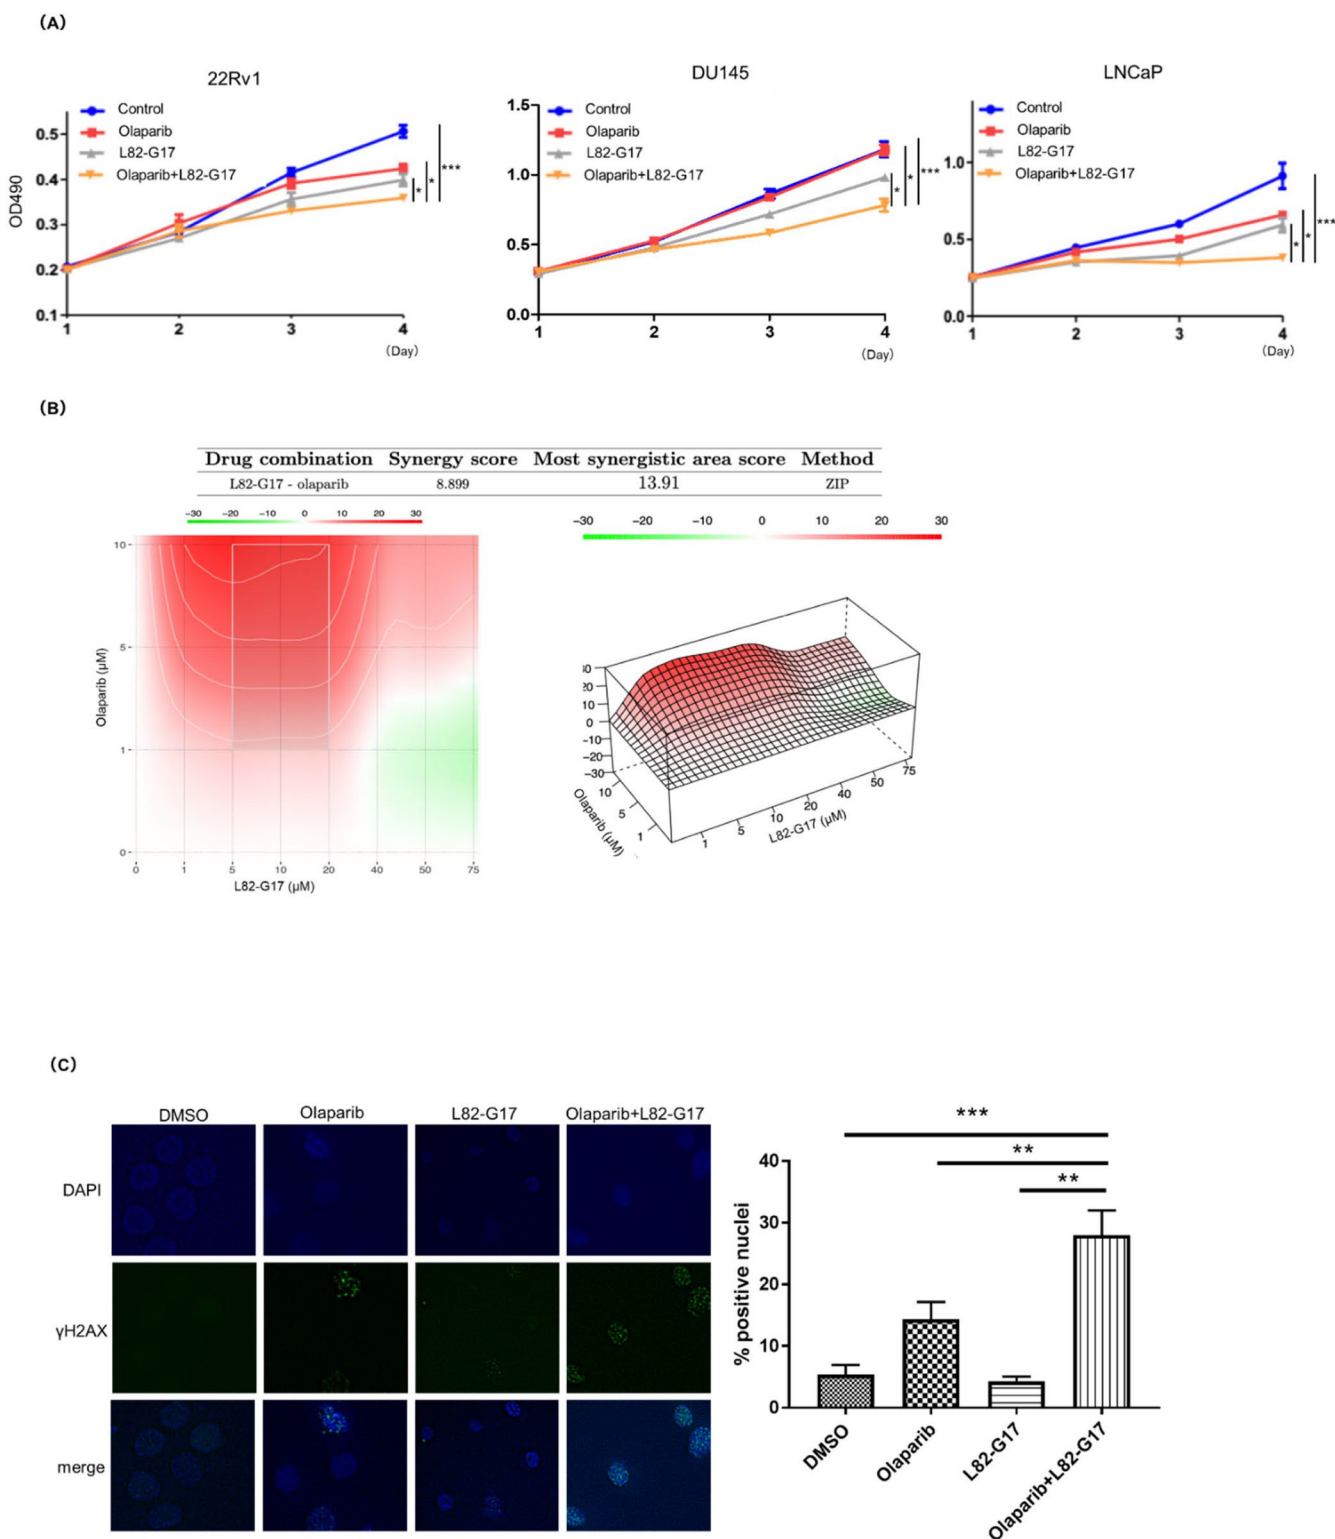 (A)
22Rv1
Control
Olaparib
L82-G17
Olaparib+L82-G17
OD490
0.5
0.4
0.3
0.2
0.1
1 2 3 4
(Day)
*
*
***
DU145
Control
Olaparib
L82-G17
Olaparib+L82-G17
1.5
1.0
0.5
0.0
1 2 3 4
(Day)
*
*
***
LNCaP
Control
Olaparib
L82-G17
Olaparib+L82-G17
1.0
0.5
0.0
1 2 3 4
(Day)
*
*
***
(B)
Drug combination Synergy score Most synergistic area score Method
L82-G17 - olaparib 8.899 13.91 ZIP
−30 −20 −10 0 10 20 30
10
5
1
0
Olaparib (µM)
0 1 5 10 20 40 50 75
L82-G17 (µM)
−30 −20 −10 0 10 20 30
20
10
0
−10
−20
−30
10
5
1
Olaparib (µM)
1 5 10 20 40 50 75
L82-G17 (µM)
(C)
DMSO Olaparib L82-G17 Olaparib+L82-G17
DAPI
γH2AX
merge
***
**
**
% positive nuclei
40
30
20
10
0
DMSO
Olaparib
L82-G17
Olaparib+L82-G17